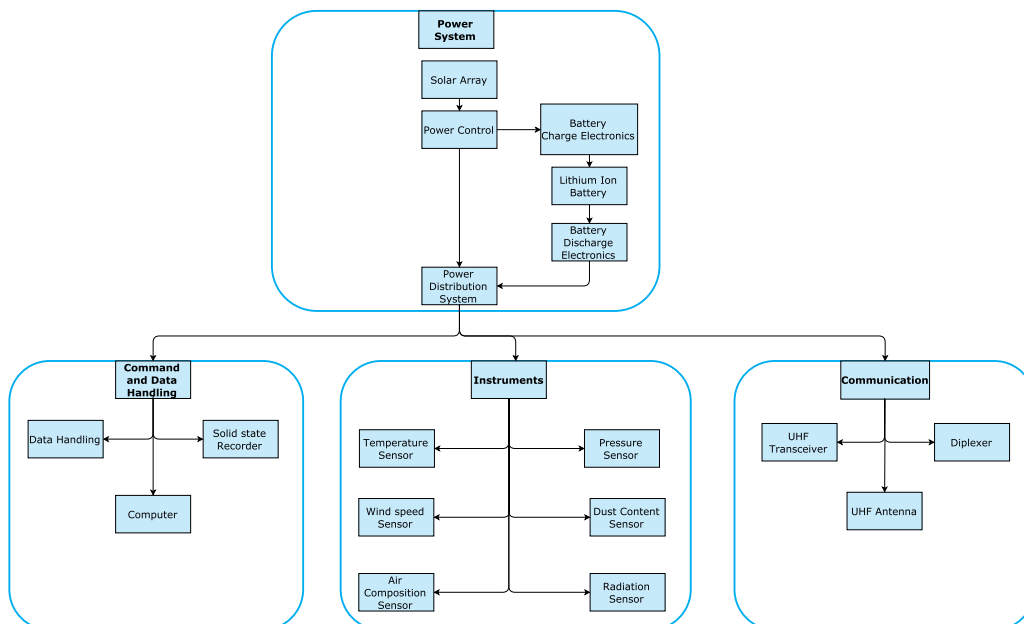 Power
System
Solar Array
Power Control
Battery
Charge Electronics
Lithium Ion
Battery
Battery
Discharge
Electronics
Power
Distribution
System
Command
and Data
Handling
Data Handling
Solid state
Recorder
Computer
Instruments
Temperature
Sensor
Pressure
Sensor
Wind speed
Sensor
Dust Content
Sensor
Air
Composition
Sensor
Radiation
Sensor
Communication
UHF
Transceiver
Diplexer
UHF Antenna